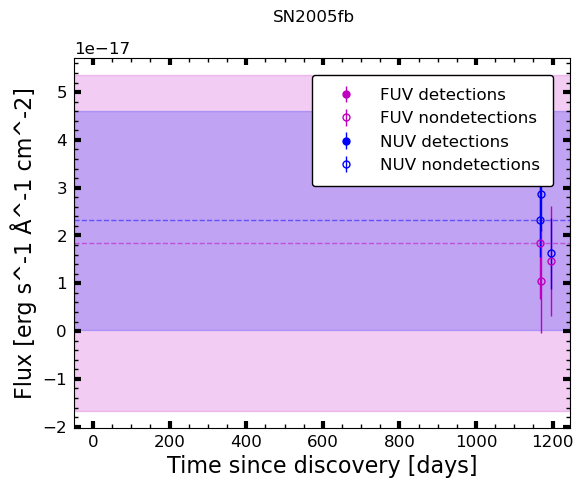 SN2005fb
1e−17
FUV detections
FUV nondetections
NUV detections
NUV nondetections
5
4
3
2
1
0
−1
−2
Flux [erg s^-1 Å^-1 cm^-2]
0 200 400 600 800 1000 1200
Time since discovery [days]